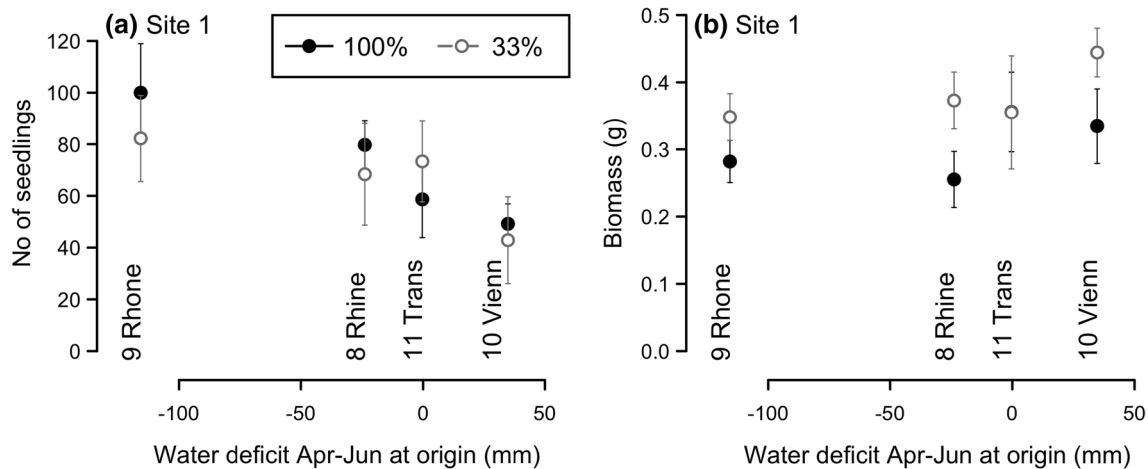 (a) Site 1
100% 33%
No of seedlings
120
100
80
60
40
20
0
9 Rhone
8 Rhine
11 Trans
10 Vienn
-100 -50 0 50
Water deficit Apr-Jun at origin (mm)
(b) Site 1
Biomass (g)
0.5
0.4
0.3
0.2
0.1
0.0
9 Rhone
8 Rhine
11 Trans
10 Vienn
-100 -50 0 50
Water deficit Apr-Jun at origin (mm)